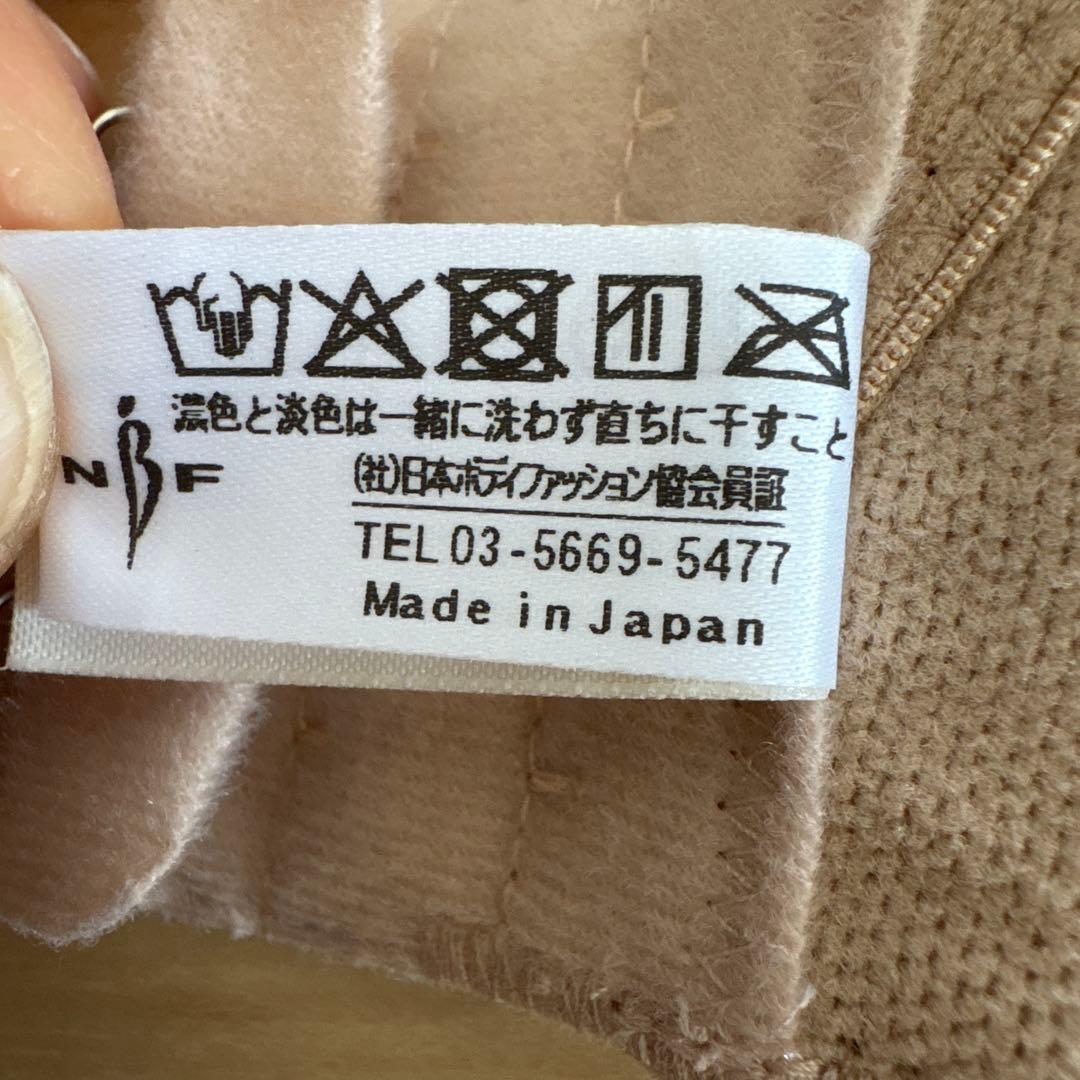 濃色と淡色は一緒に洗わず直ちに干すこと
NBF
(社)日本ボディファッション協会員証
TEL 03-5669-5477
Made in Japan